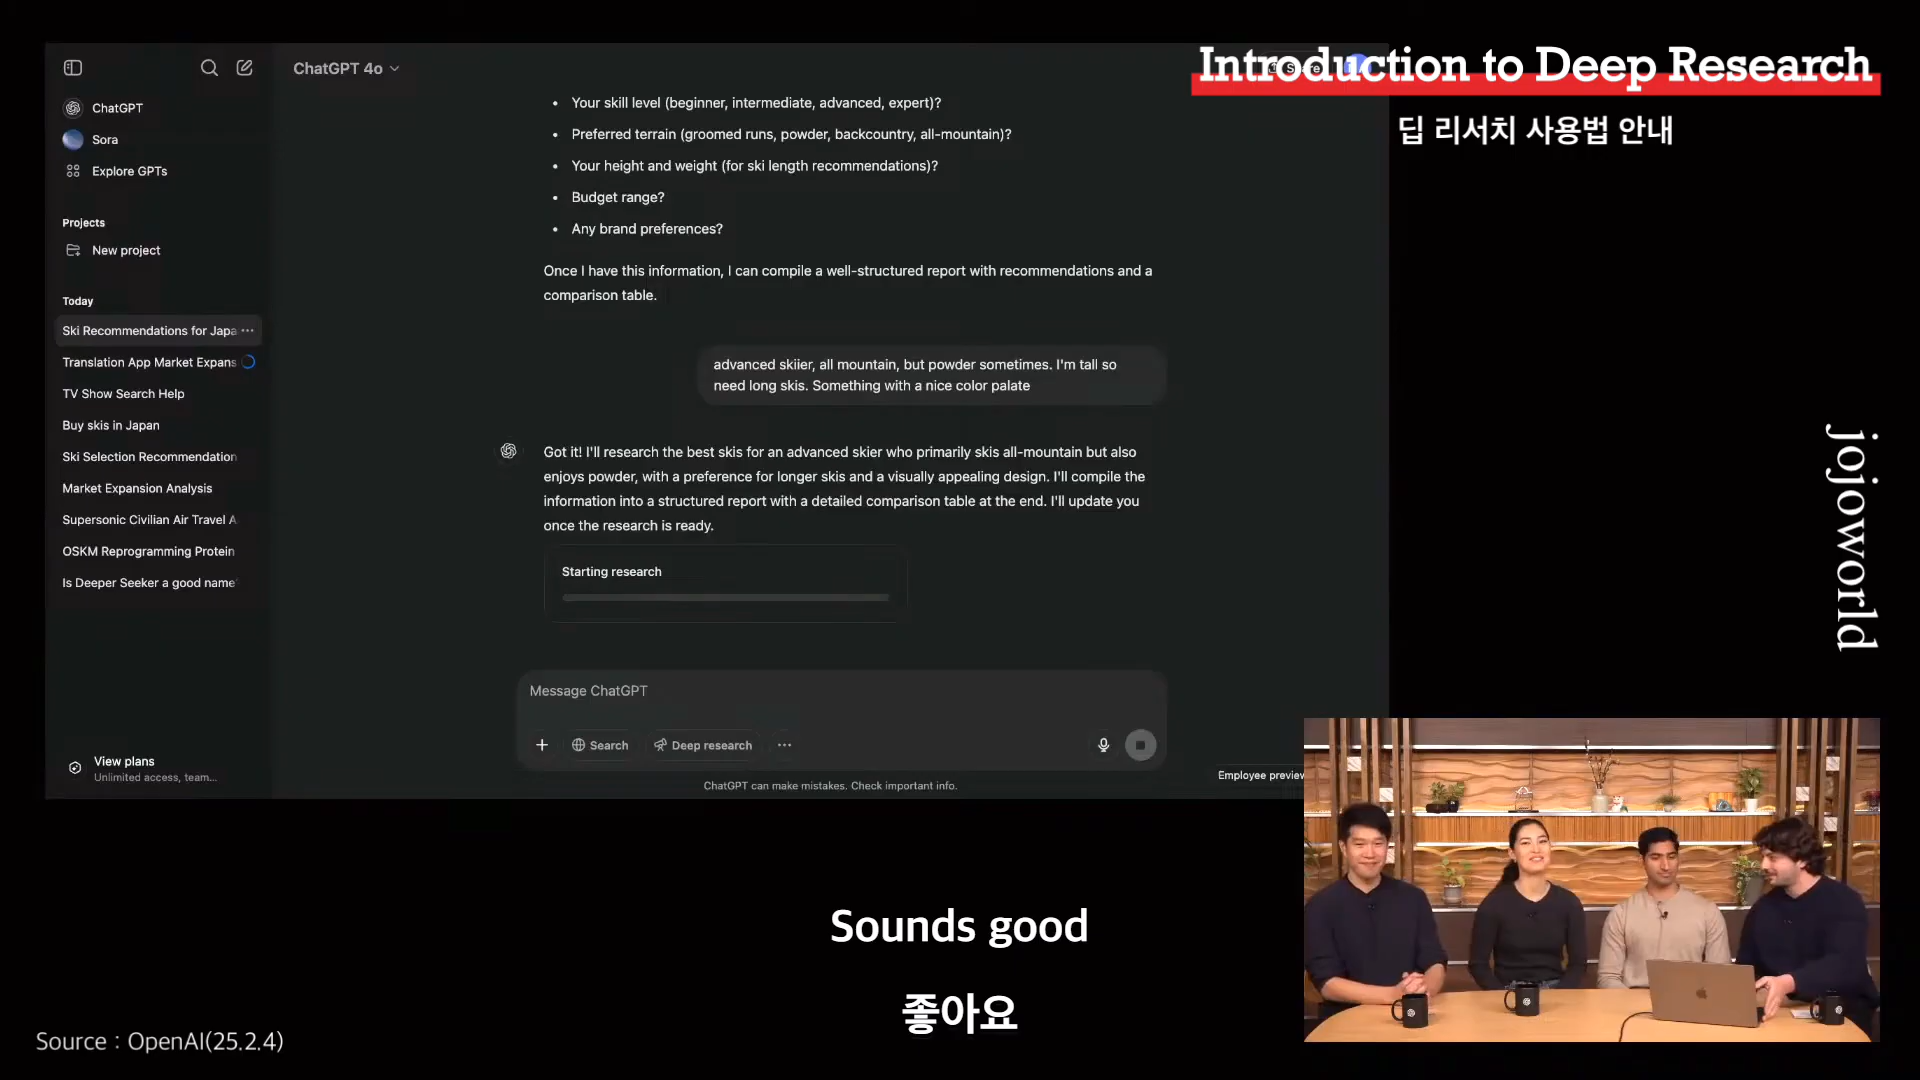 ChatGPT 4o
Introduction to Deep Research
딥 리서치 사용법 안내
ChatGPT
Sora
Explore GPTs
Projects
New project
Today
Ski Recommendations for Japa
Translation App Market Expans
TV Show Search Help
Buy skis in Japan
Ski Selection Recommendation
Market Expansion Analysis
Supersonic Civilian Air Travel A
OSKM Reprogramming Protein
Is Deeper Seeker a good name
View plans
Unlimited access, team...
• Your skill level (beginner, intermediate, advanced, expert)?
• Preferred terrain (groomed runs, powder, backcountry, all-mountain)?
• Your height and weight (for ski length recommendations)?
• Budget range?
• Any brand preferences?
Once I have this information, I can compile a well-structured report with recommendations and a
comparison table.
advanced skiier, all mountain, but powder sometimes. I'm tall so
need long skis. Something with a nice color palate
Got it! I'll research the best skis for an advanced skier who primarily skis all-mountain but also
enjoys powder, with a preference for longer skis and a visually appealing design. I'll compile the
information into a structured report with a detailed comparison table at the end. I'll update you
once the research is ready.
Starting research
Message ChatGPT
Search
Deep research
ChatGPT can make mistakes. Check important info.
Employee preview
jojoworld
Sounds good
좋아요
Source : OpenAI(25.2.4)